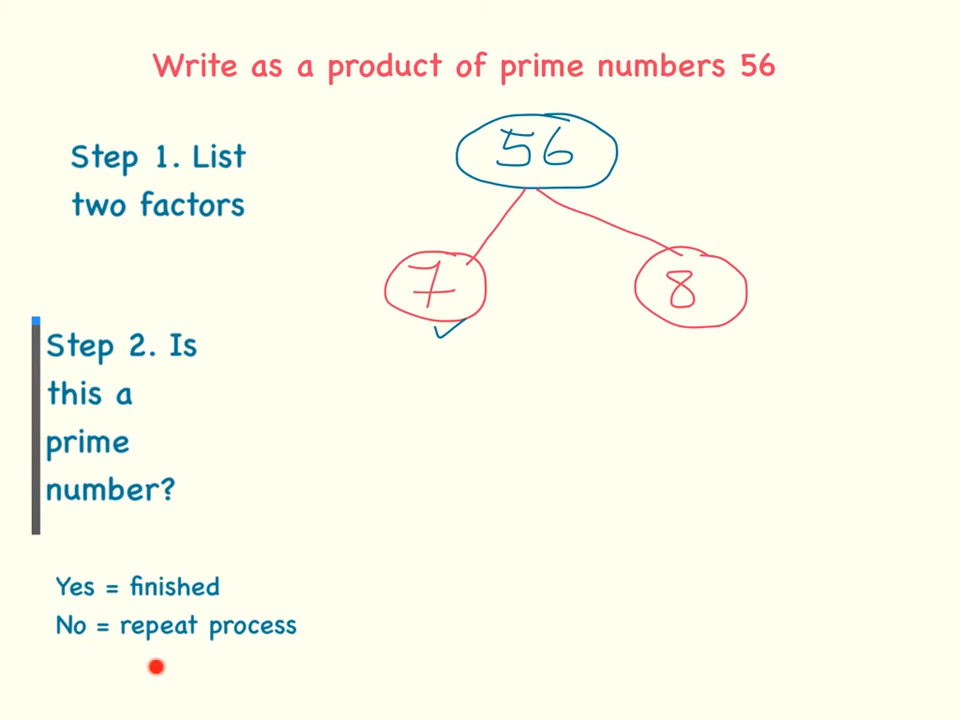 Write as a product of prime numbers 56
56
Step 1. List
two factors
7 8
Step 2. Is
this a
prime
number?
Yes = finished
No = repeat process